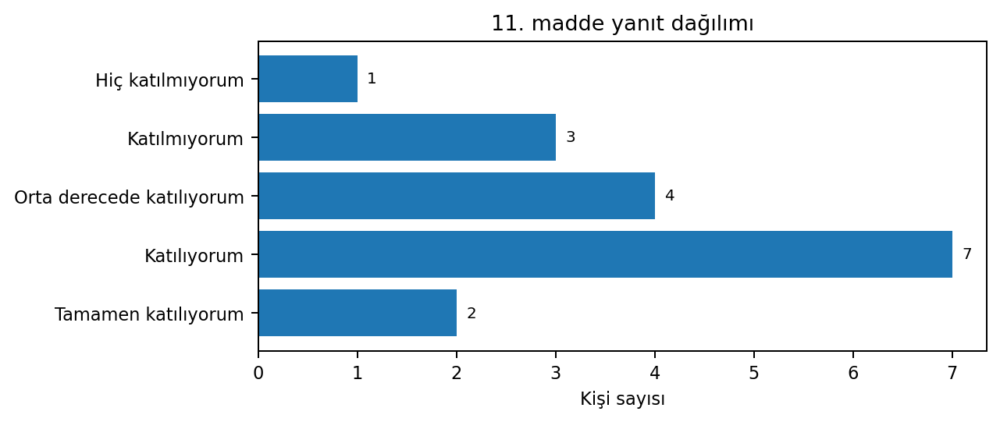 11. madde yanıt dağılımı
Hiç katılmıyorum
1
Katılmıyorum
3
Orta derecede katılıyorum
4
Katılıyorum
7
Tamamen katılıyorum
2
0 1 2 3 4 5 6 7
Kişi sayısı